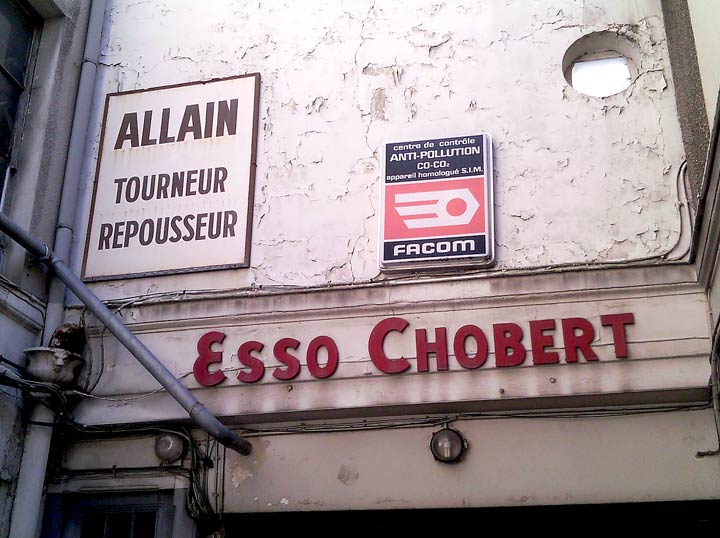 ALLAIN
TOURNEUR
REPOUSSEUR
centre de contrôle
ANTI-POLLUTION
CO-CO₂
appareil homologué S.I.M.
FACOM
ESSO CHOBERT